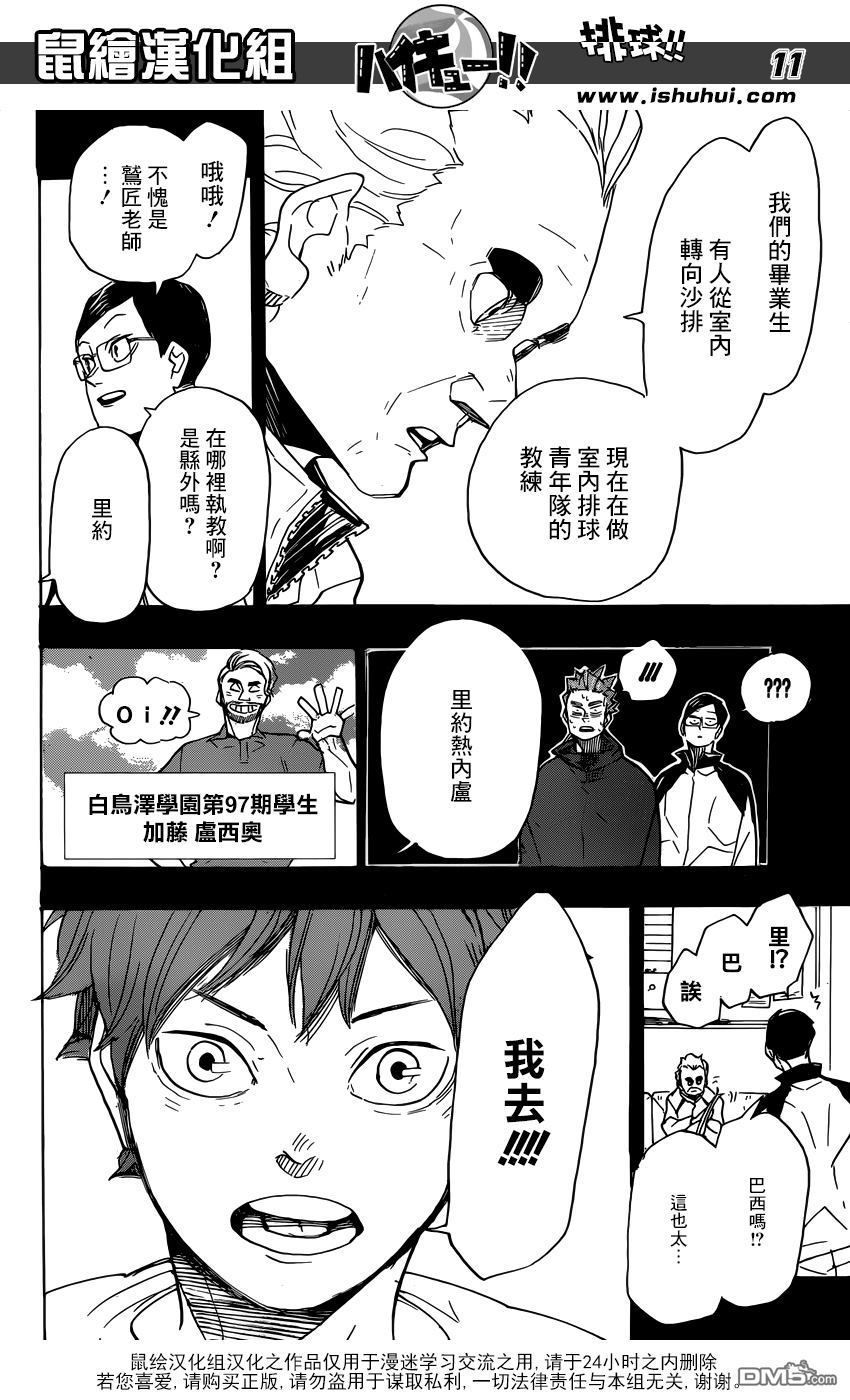 鼠繪漢化组
ハイキュー!!
排球!!
11
www.ishuhui.com
我們的畢業生
有人從室內
轉向沙排
現在在做
室內排球
青年隊的
教練
哦哦！
不愧是
鷲匠老師
…！
在哪裡執教啊？
是縣外嗎？
里約
???
!!!
里約熱內盧
Oi!!
白鳥澤學園第97期學生
加藤 盧西奧
里!?
巴
誒
巴西嗎!?
這也太…
我去!!!!
鼠绘汉化组汉化之作品仅用于漫迷学习交流之用, 请于24小时之内删除
若您喜爱, 请购买正版, 请勿盗用于谋取私利, 一切法律责任与本组无关, 谢谢。
DM5.com